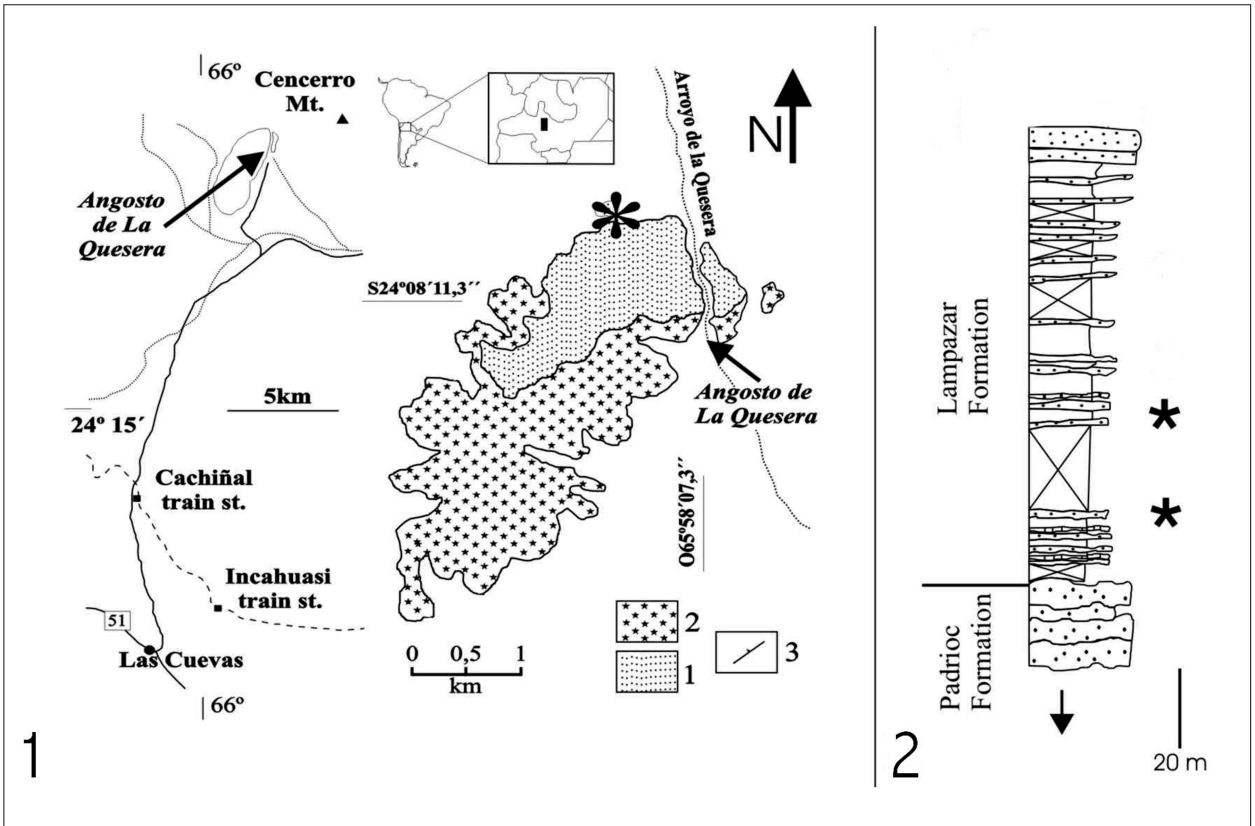 66º
Cencerro
Mt.
Angosto
de La
Quesera
24º 15´
5km
Cachiñal
train st.
Incahuasi
train st.
51
Las Cuevas
66º
1
N
Arroyo de la Quesera
S24º08´11,3´´
Angosto de
La Quesera
O65º58´07,3´´
0 0,5 1
km
2
1
3
Lampazar
Formation
*
*
Padrioc
Formation
20 m
2